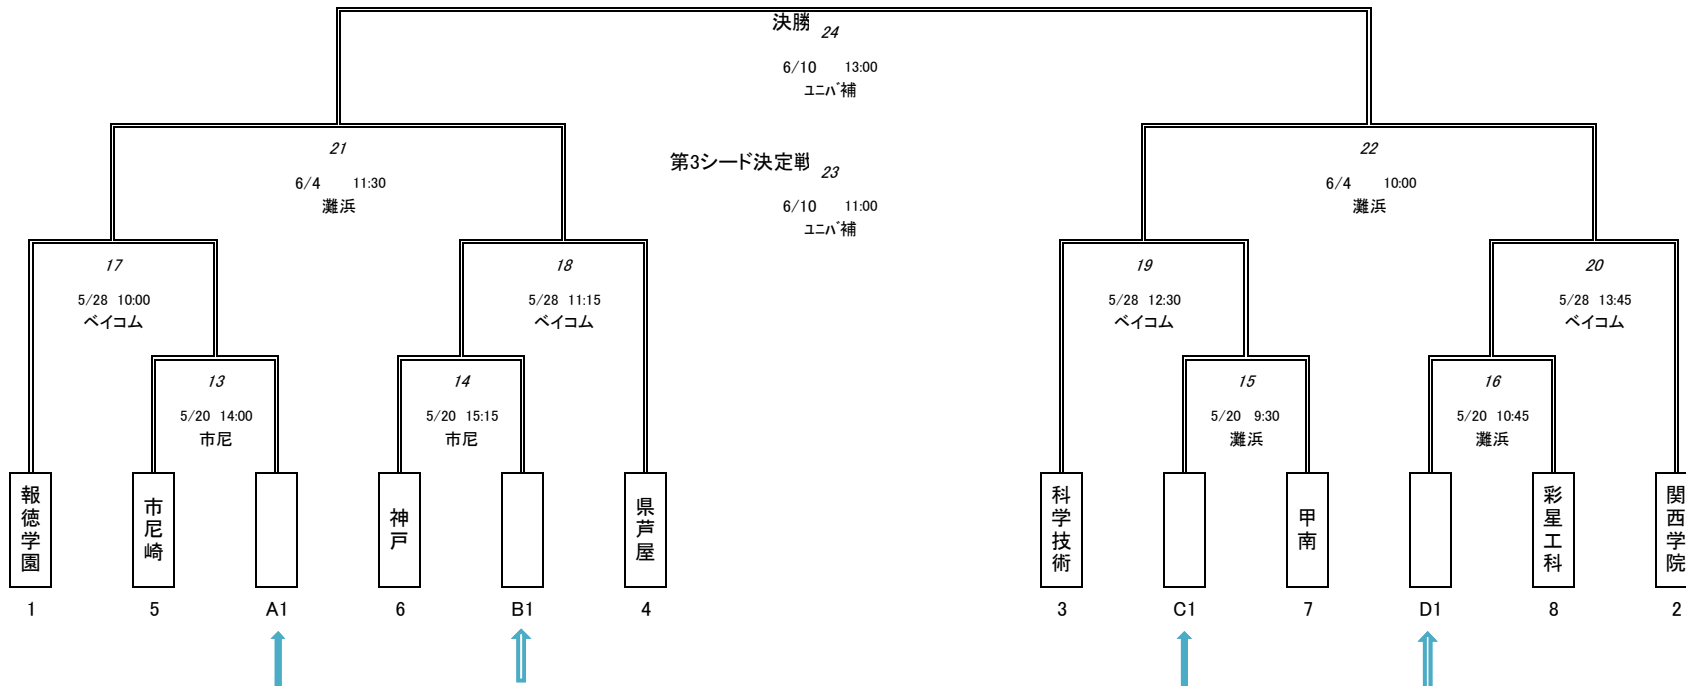 決勝 24
6/10 13:00
ユニバ補
21
6/4 11:30
灘浜
第3シード決定戦 23
6/10 11:00
ユニバ補
22
6/4 10:00
灘浜
17
5/28 10:00
ベイコム
18
5/28 11:15
ベイコム
19
5/28 12:30
ベイコム
20
5/28 13:45
ベイコム
13
5/20 14:00
市尼
14
5/20 15:15
市尼
15
5/20 9:30
灘浜
16
5/20 10:45
灘浜
報徳学園
市尼崎
神戸
県芦屋
科学技術
甲南
彩星工科
関西学院
1 5 A1 6 B1 4 3 C1 7 D1 8 2